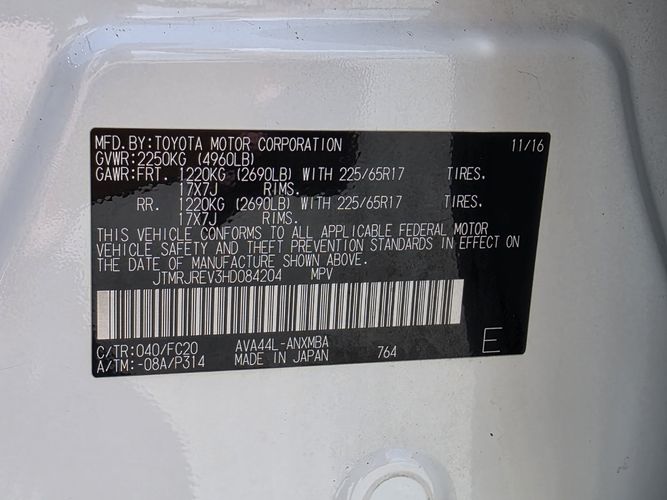 MFD.BY:TOYOTA MOTOR CORPORATION 11/16
GVWR:2250KG (4960LB)
GAWR:FRT. 1220KG (2690LB) WITH 225/65R17 TIRES.
17X7J RIMS.
RR. 1220KG (2690LB) WITH 225/65R17 TIRES.
17X7J RIMS.
THIS VEHICLE CONFORMS TO ALL APPLICABLE FEDERAL MOTOR
VEHICLE SAFETY AND THEFT PREVENTION STANDARDS IN EFFECT ON
THE DATE OF MANUFACTURE SHOWN ABOVE.
JTMRJREV3HD084204 MPV
C/TR:040/FC20 AVA44L-ANXMBA
A/TM:-08A/P314 MADE IN JAPAN 764 E